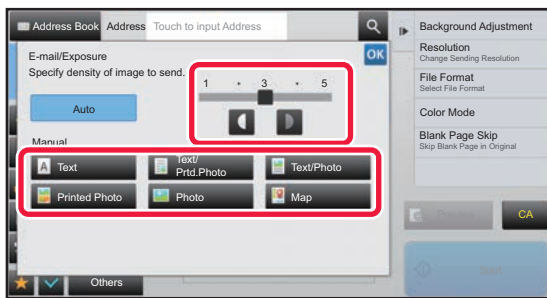 Address Book Address Touch to input Address
E-mail/Exposure
OK
Specify density of image to send.
1 3 5
Auto
Manual
Text
Text/
Prtd.Photo
Text/Photo
Printed Photo
Photo
Map
Others
Background Adjustment
Resolution
Change Sending Resolution
File Format
Select File Format
Color Mode
Blank Page Skip
Skip Blank Page in Original
Preview
CA
Start